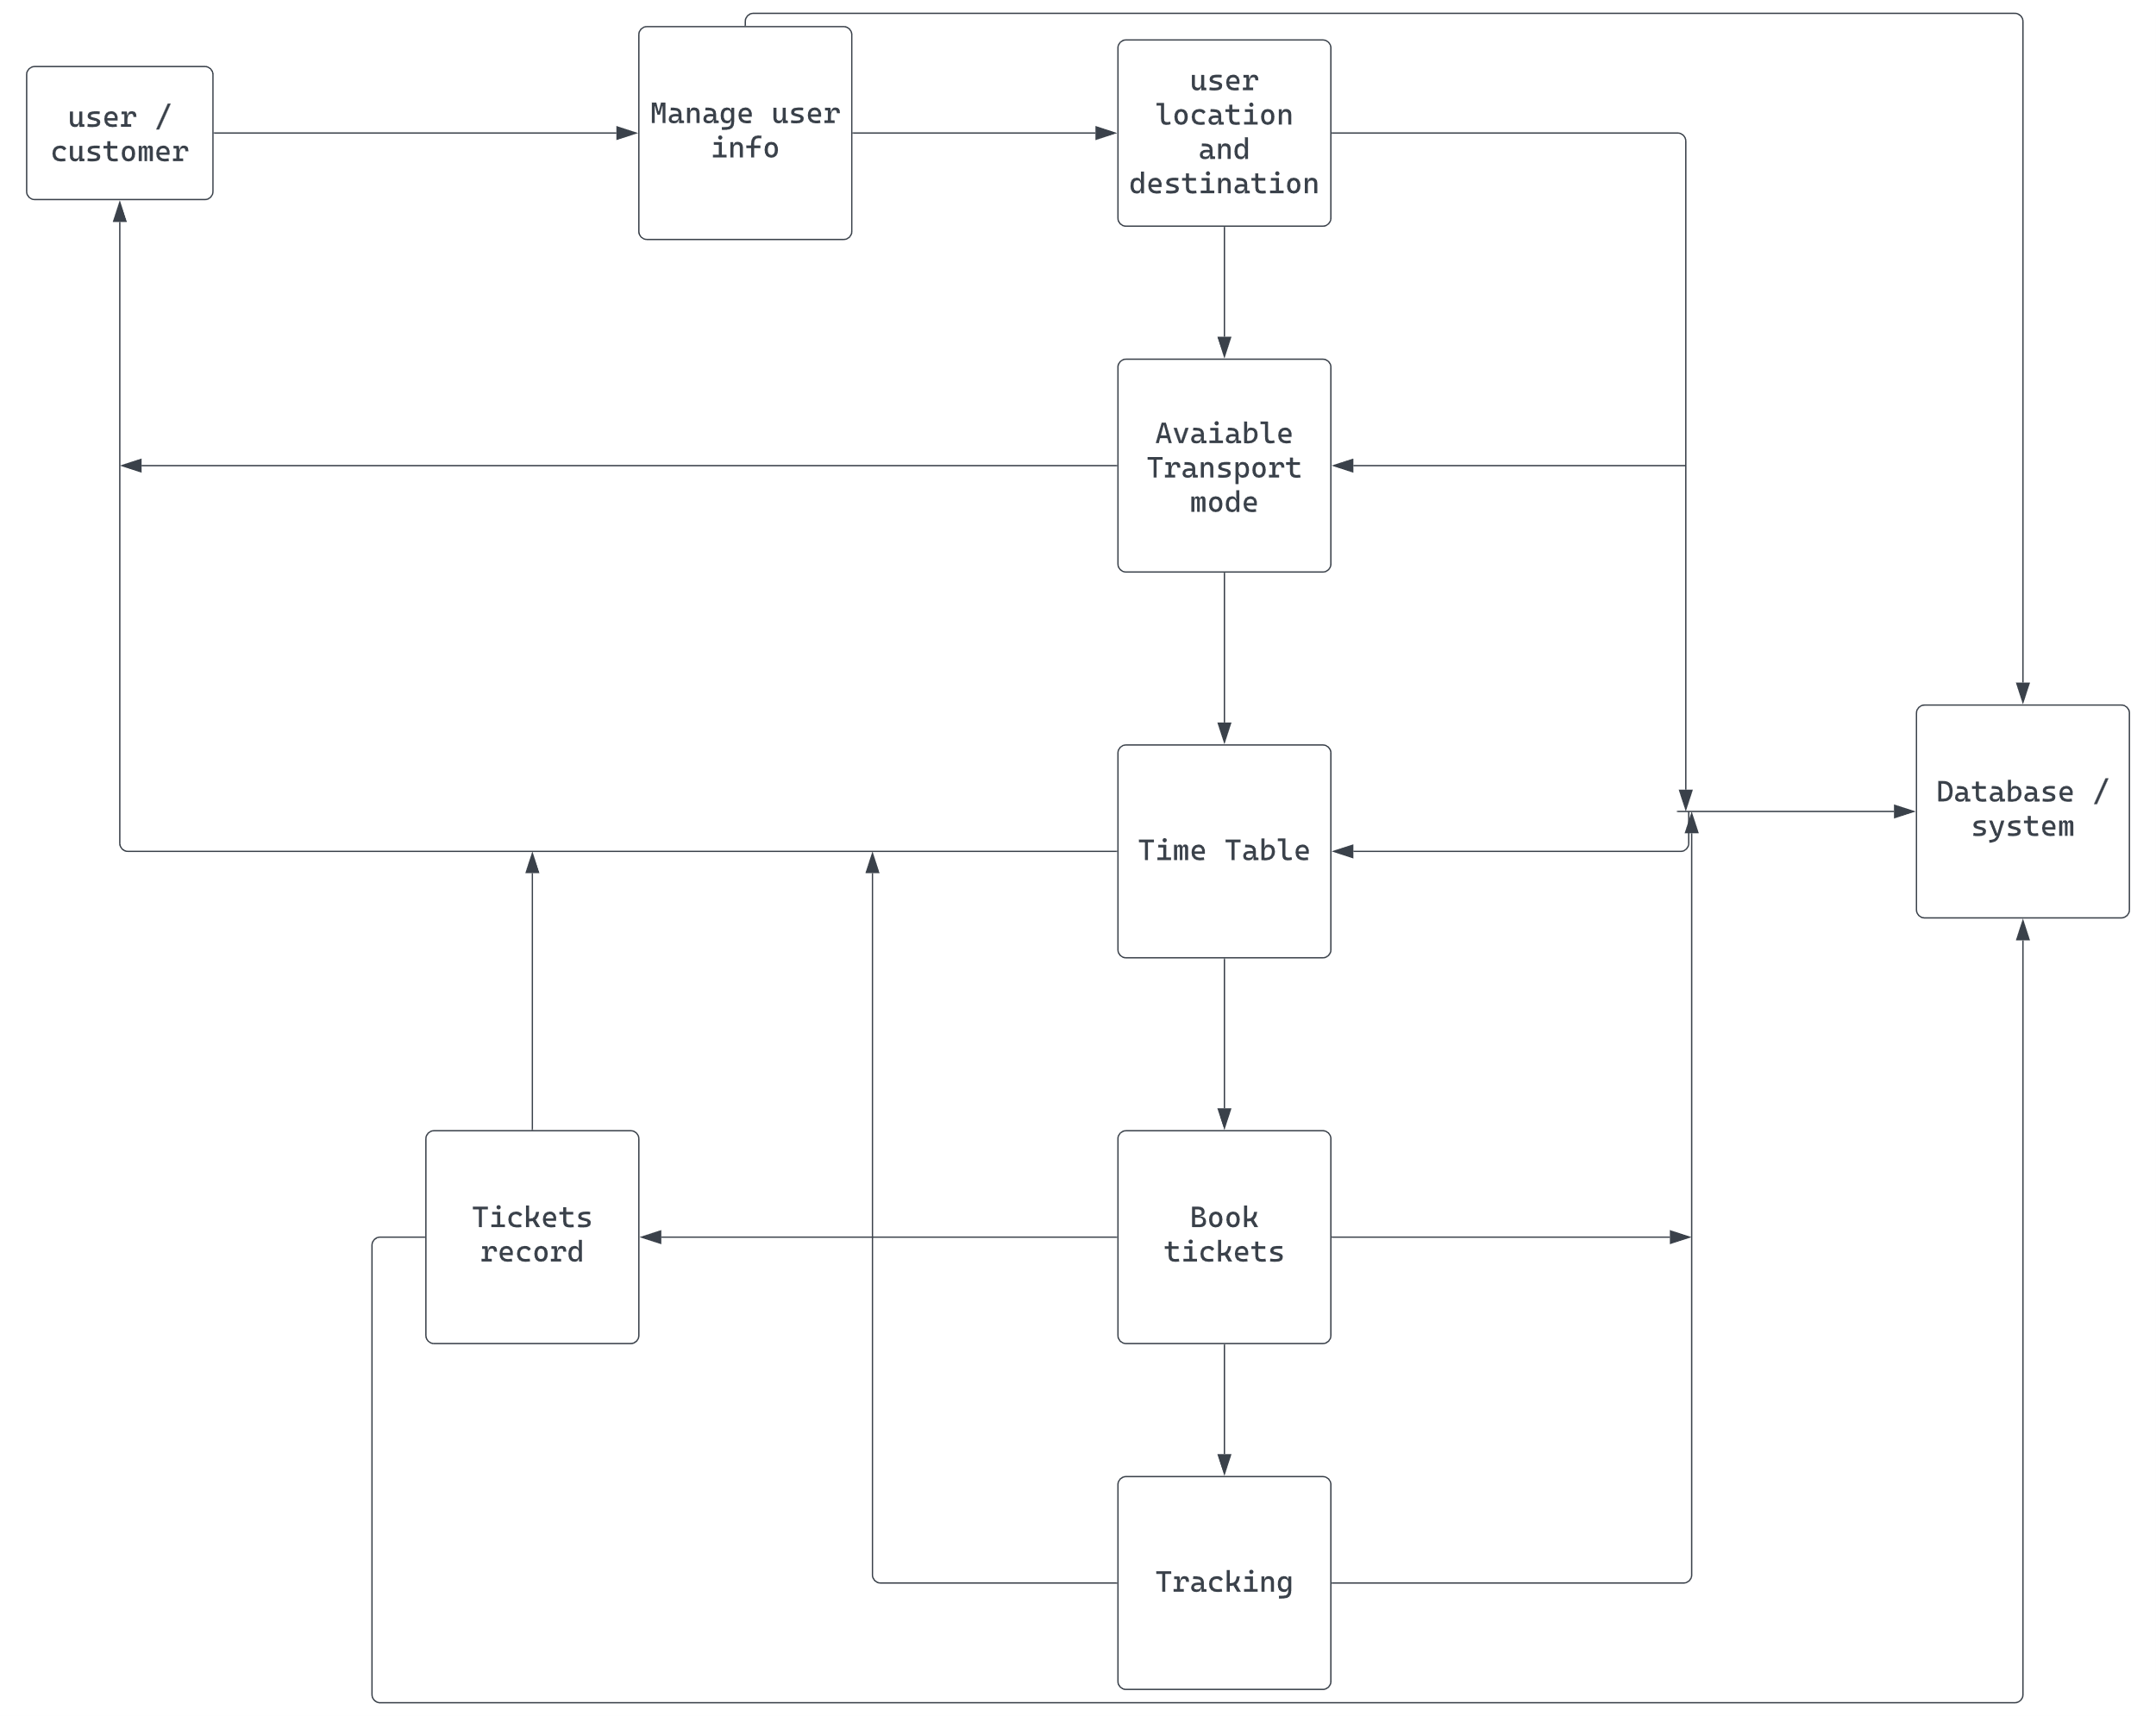 user /
customer
Manage user
info
user
location
and
destination
Avaiable
Transport
mode
Time Table
Database /
system
Tickets
record
Book
tickets
Tracking